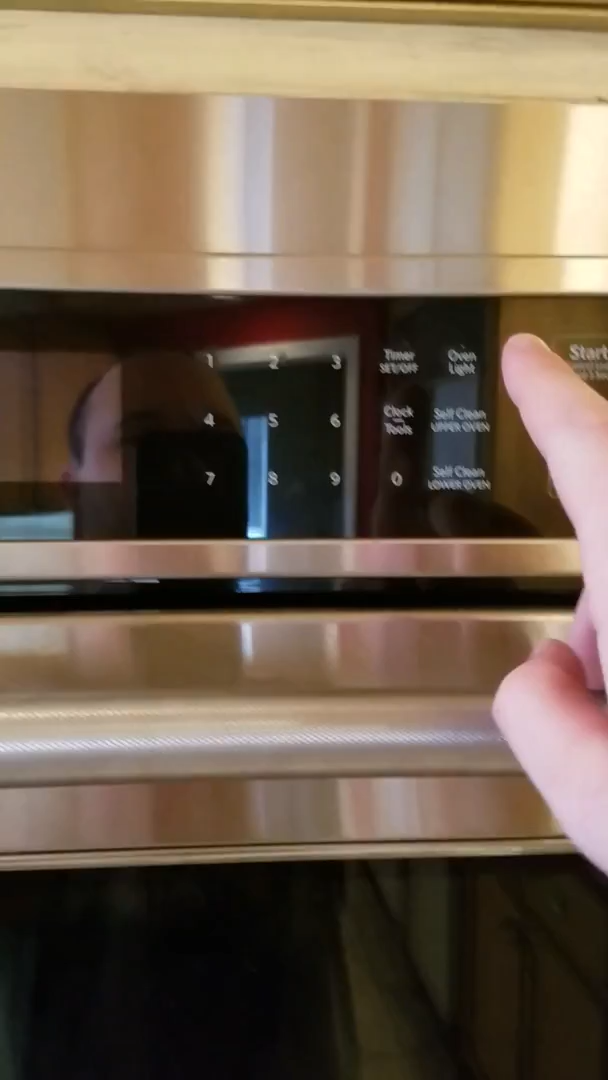 1 2 3 Timer Oven Start
SET/OFF Light
4 5 6 Clock Self Clean
Tools UPPER OVEN
7 8 9 0 Self Clean
LOWER OVEN